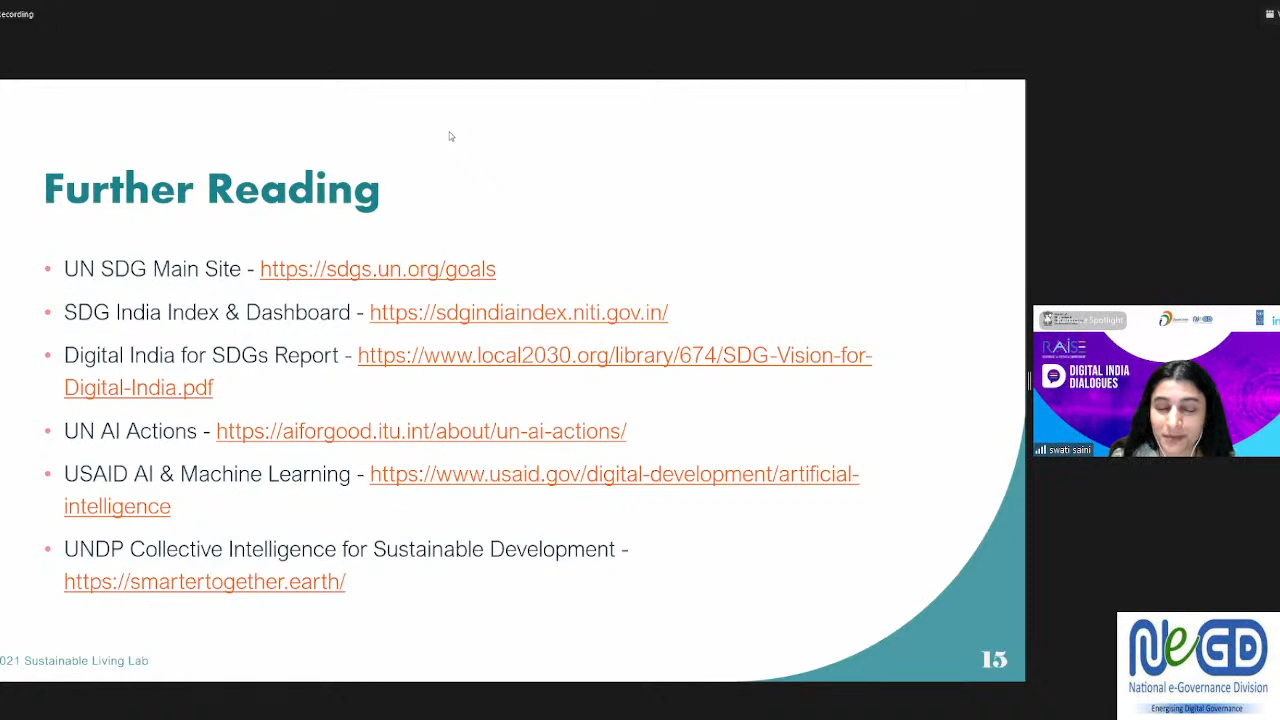 Recording
Further Reading
• UN SDG Main Site - https://sdgs.un.org/goals
• SDG India Index & Dashboard - https://sdgindiaindex.niti.gov.in/
• Digital India for SDGs Report - https://www.local2030.org/library/674/SDG-Vision-for-
Digital-India.pdf
• UN AI Actions - https://aiforgood.itu.int/about/un-ai-actions/
• USAID AI & Machine Learning - https://www.usaid.gov/digital-development/artificial-
intelligence
• UNDP Collective Intelligence for Sustainable Development -
https://smartertogether.earth/
021 Sustainable Living Lab
15
Spotlight
RAISE
DIGITAL INDIA
DIALOGUES
swati saini
NeGD
National e-Governance Division
Energising Digital Governance